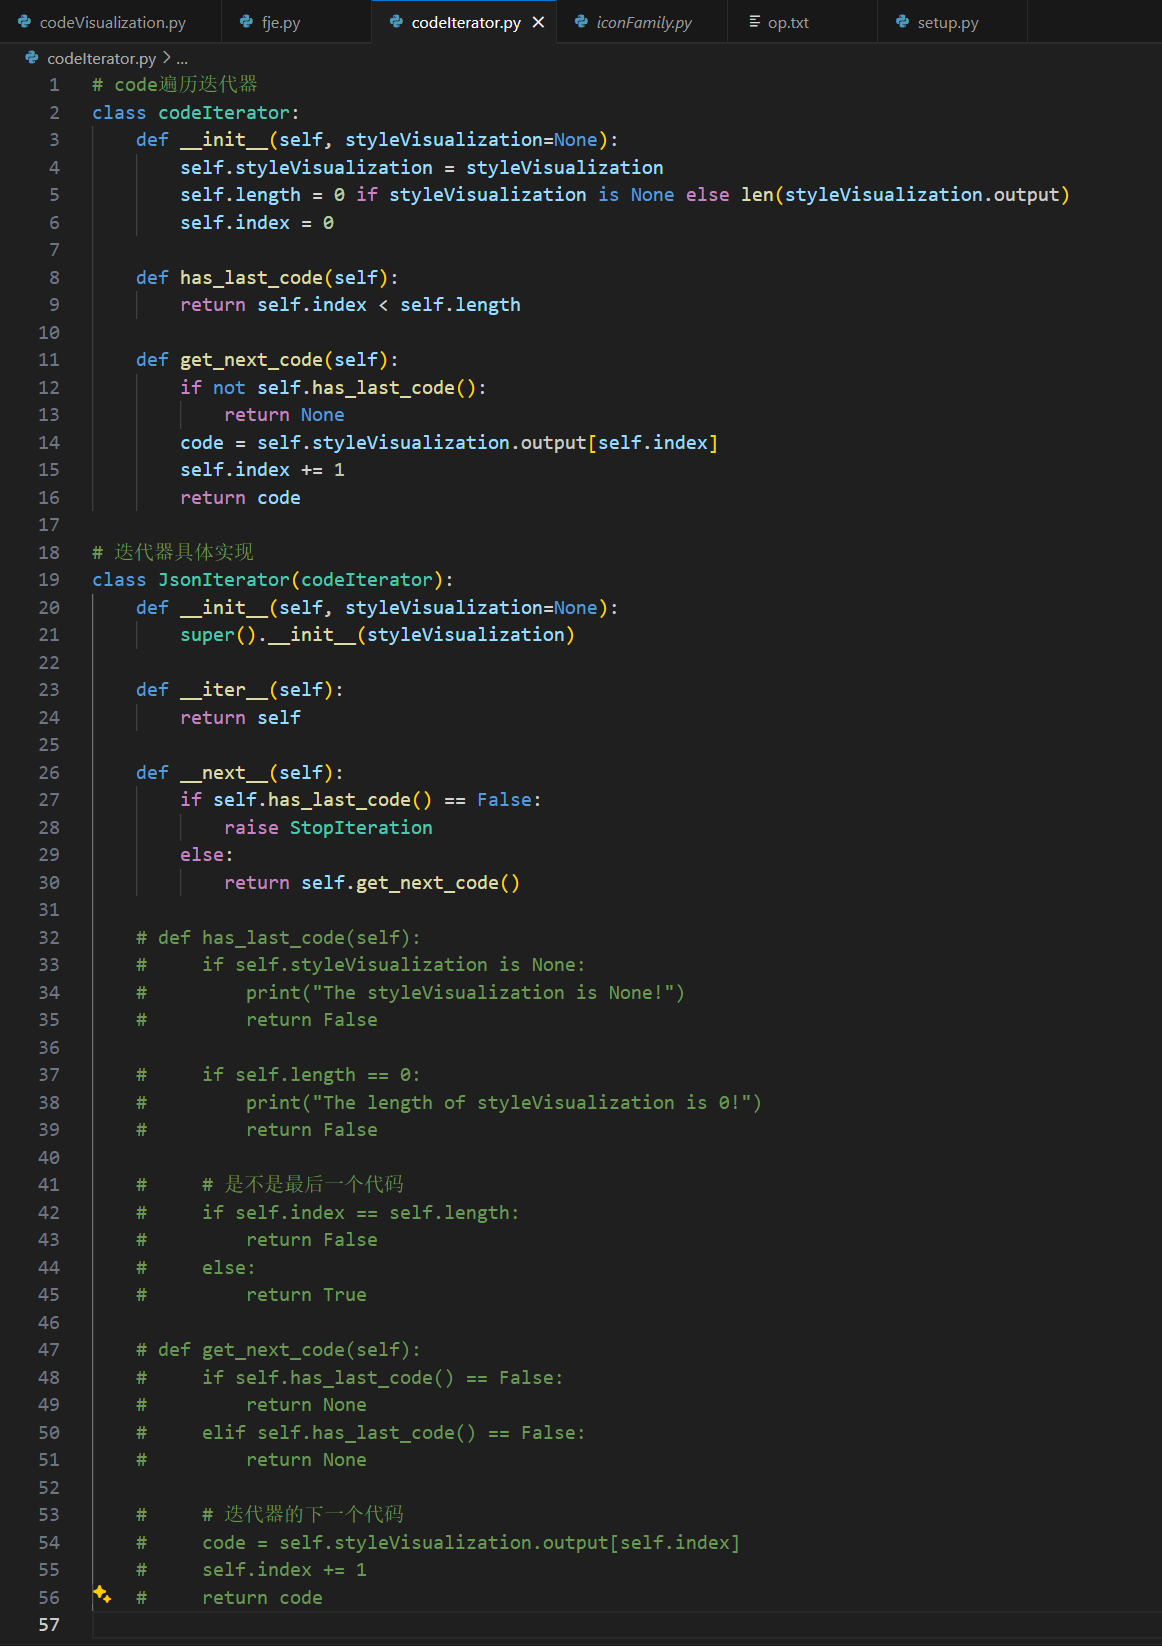 codeVisualization.py fje.py codeIterator.py iconFamily.py op.txt setup.py
codeIterator.py > ...
1 # code遍历迭代器
2 class codeIterator:
3 def __init__(self, styleVisualization=None):
4 self.styleVisualization = styleVisualization
5 self.length = 0 if styleVisualization is None else len(styleVisualization.output)
6 self.index = 0
7
8 def has_last_code(self):
9 return self.index < self.length
10
11 def get_next_code(self):
12 if not self.has_last_code():
13 return None
14 code = self.styleVisualization.output[self.index]
15 self.index += 1
16 return code
17
18 # 迭代器具体实现
19 class JsonIterator(codeIterator):
20 def __init__(self, styleVisualization=None):
21 super().__init__(styleVisualization)
22
23 def __iter__(self):
24 return self
25
26 def __next__(self):
27 if self.has_last_code() == False:
28 raise StopIteration
29 else:
30 return self.get_next_code()
31
32 # def has_last_code(self):
33 # if self.styleVisualization is None:
34 # print("The styleVisualization is None!")
35 # return False
36
37 # if self.length == 0:
38 # print("The length of styleVisualization is 0!")
39 # return False
40
41 # # 是不是最后一个代码
42 # if self.index == self.length:
43 # return False
44 # else:
45 # return True
46
47 # def get_next_code(self):
48 # if self.has_last_code() == False:
49 # return None
50 # elif self.has_last_code() == False:
51 # return None
52
53 # # 迭代器的下一个代码
54 # code = self.styleVisualization.output[self.index]
55 # self.index += 1
56 # return code
57